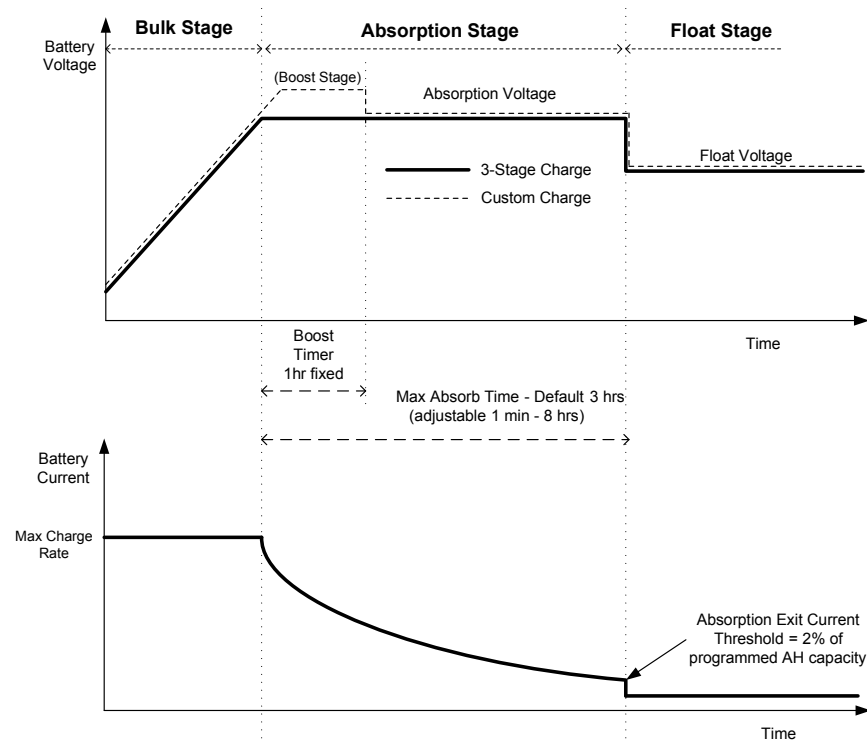 Bulk Stage
Absorption Stage
Float Stage
Battery
Voltage
(Boost Stage)
Absorption Voltage
Float Voltage
3-Stage Charge
Custom Charge
Time
Boost
Timer
1hr fixed
Max Absorb Time - Default 3 hrs
(adjustable 1 min - 8 hrs)
Battery
Current
Max Charge
Rate
Absorption Exit Current
Threshold = 2% of
programmed AH capacity
Time